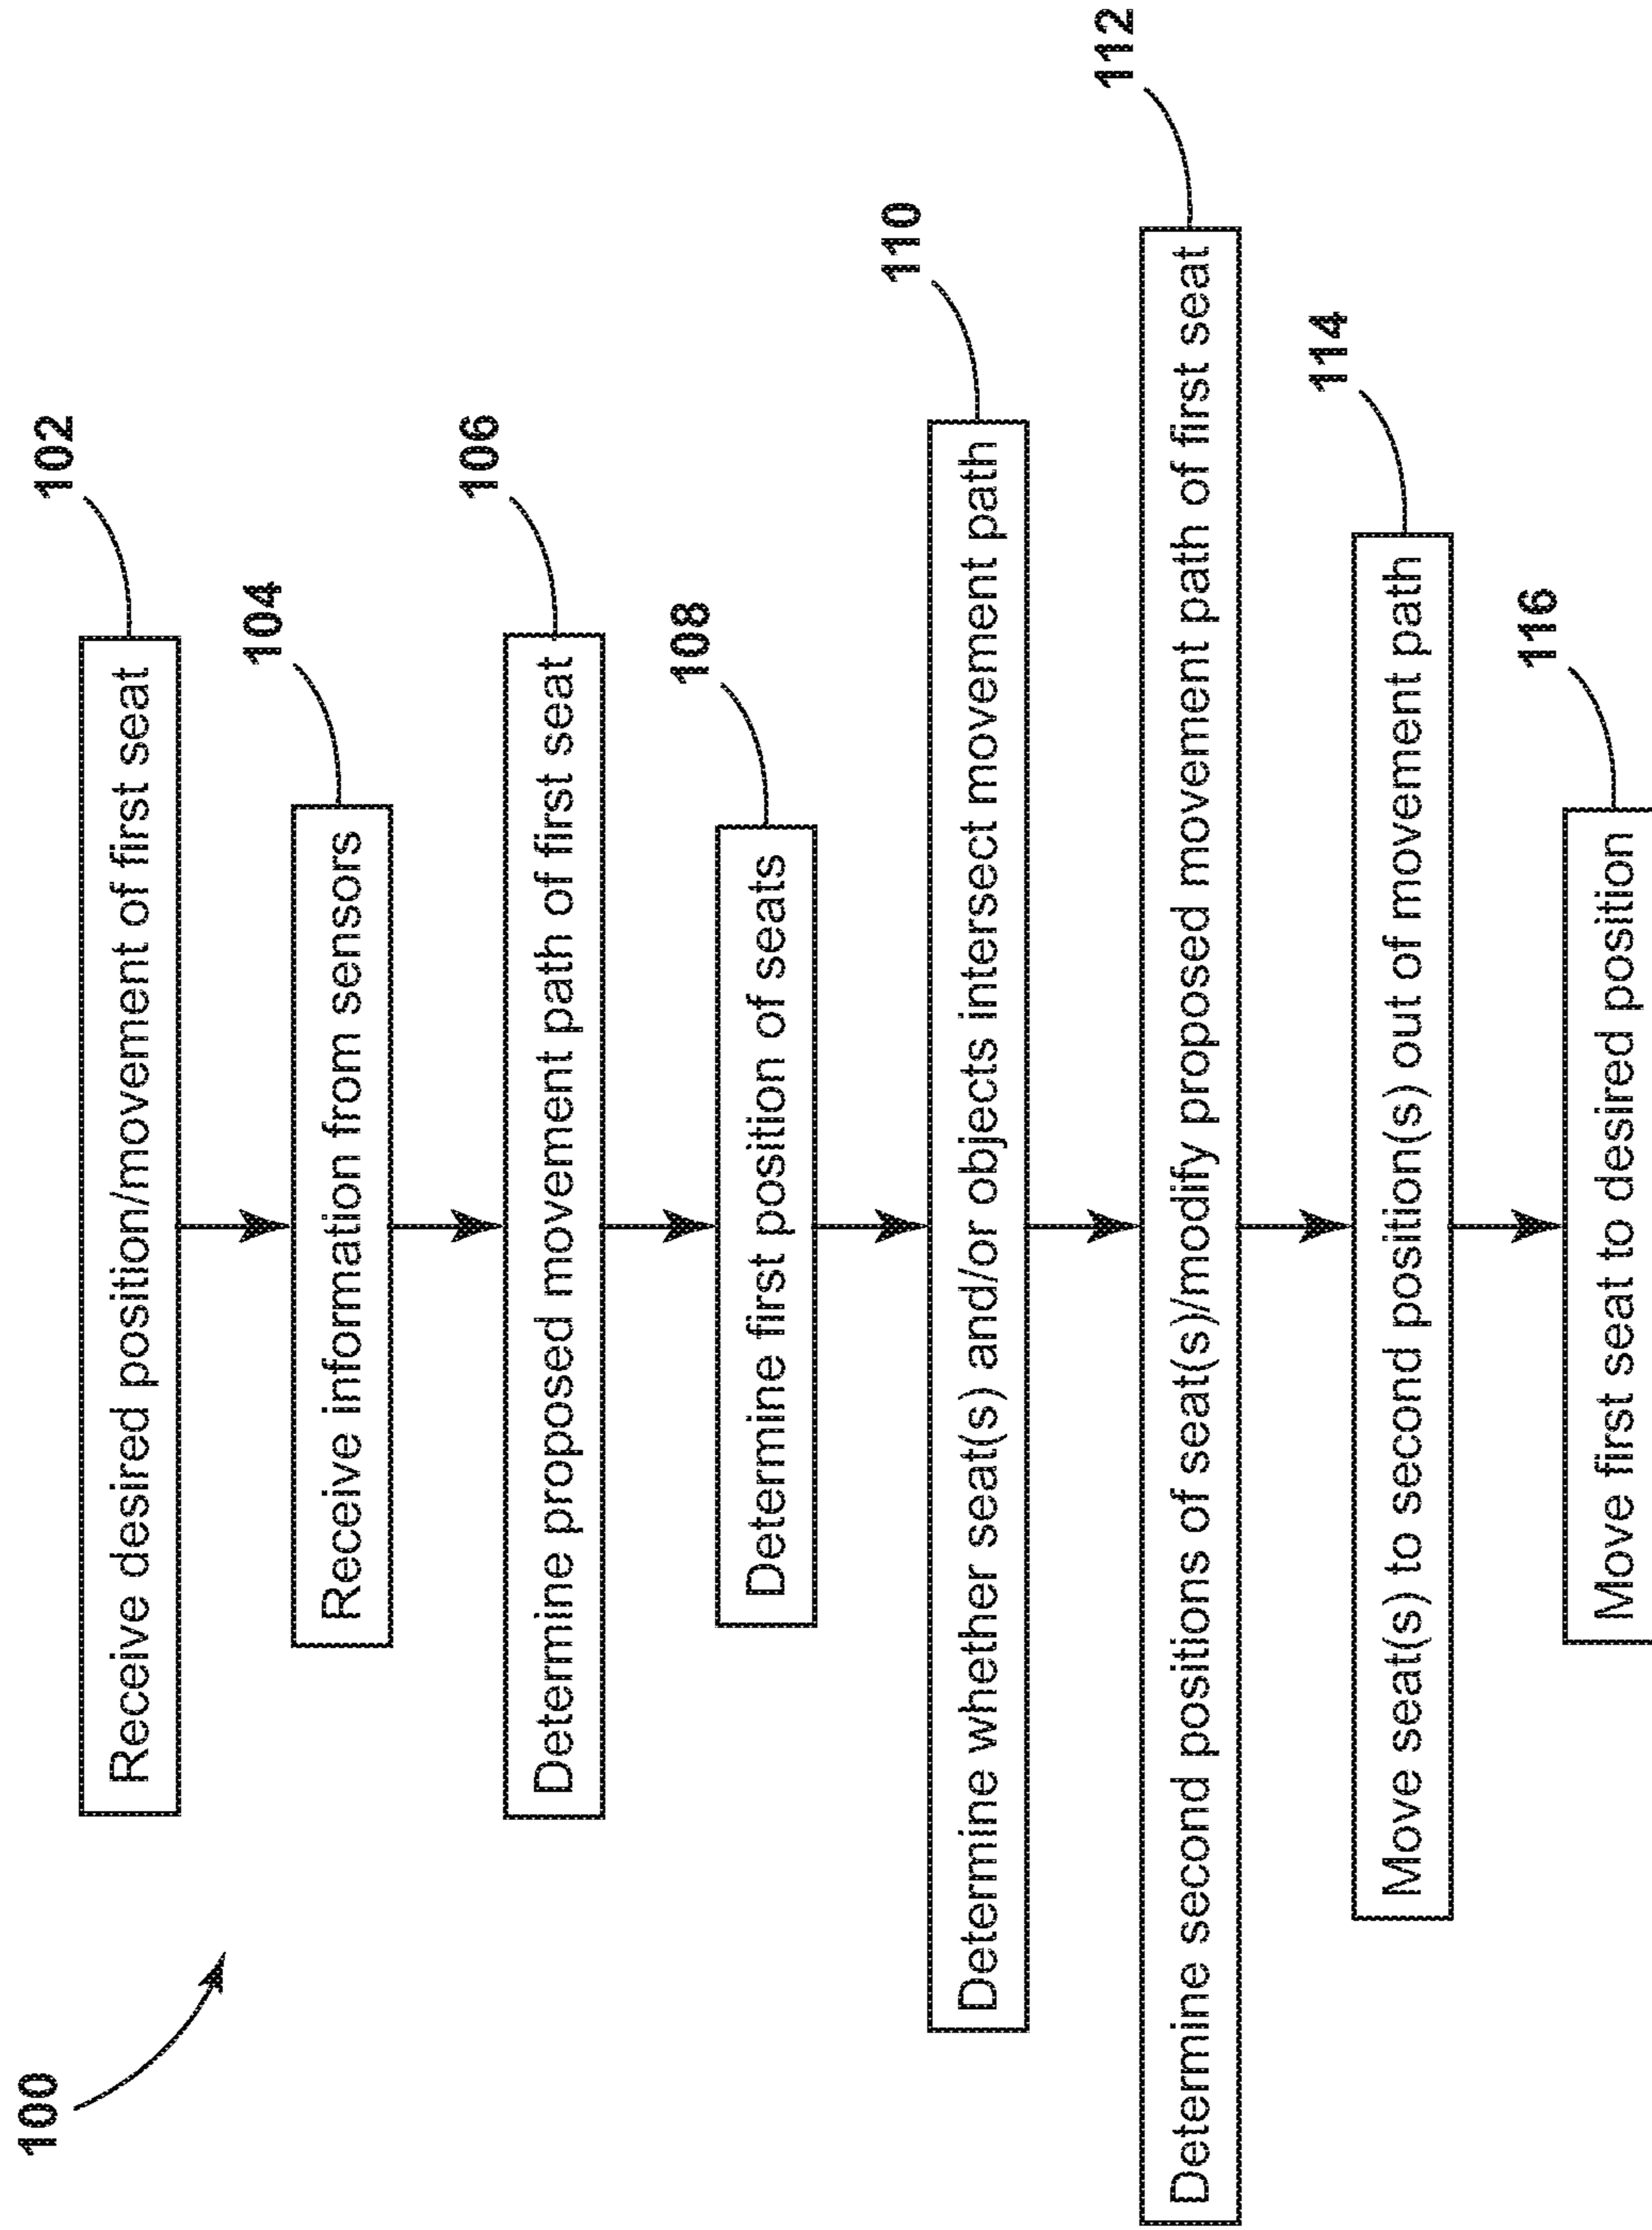 100
102
Receive desired position/movement of first seat
104
Receive information from sensors
106
Determine proposed movement path of first seat
108
Determine first position of seats
110
Determine whether seat(s) and/or objects intersect movement path
112
Determine second positions of seat(s)/modify proposed movement path of first seat
114
Move seat(s) to second position(s) out of movement path
116
Move first seat to desired position